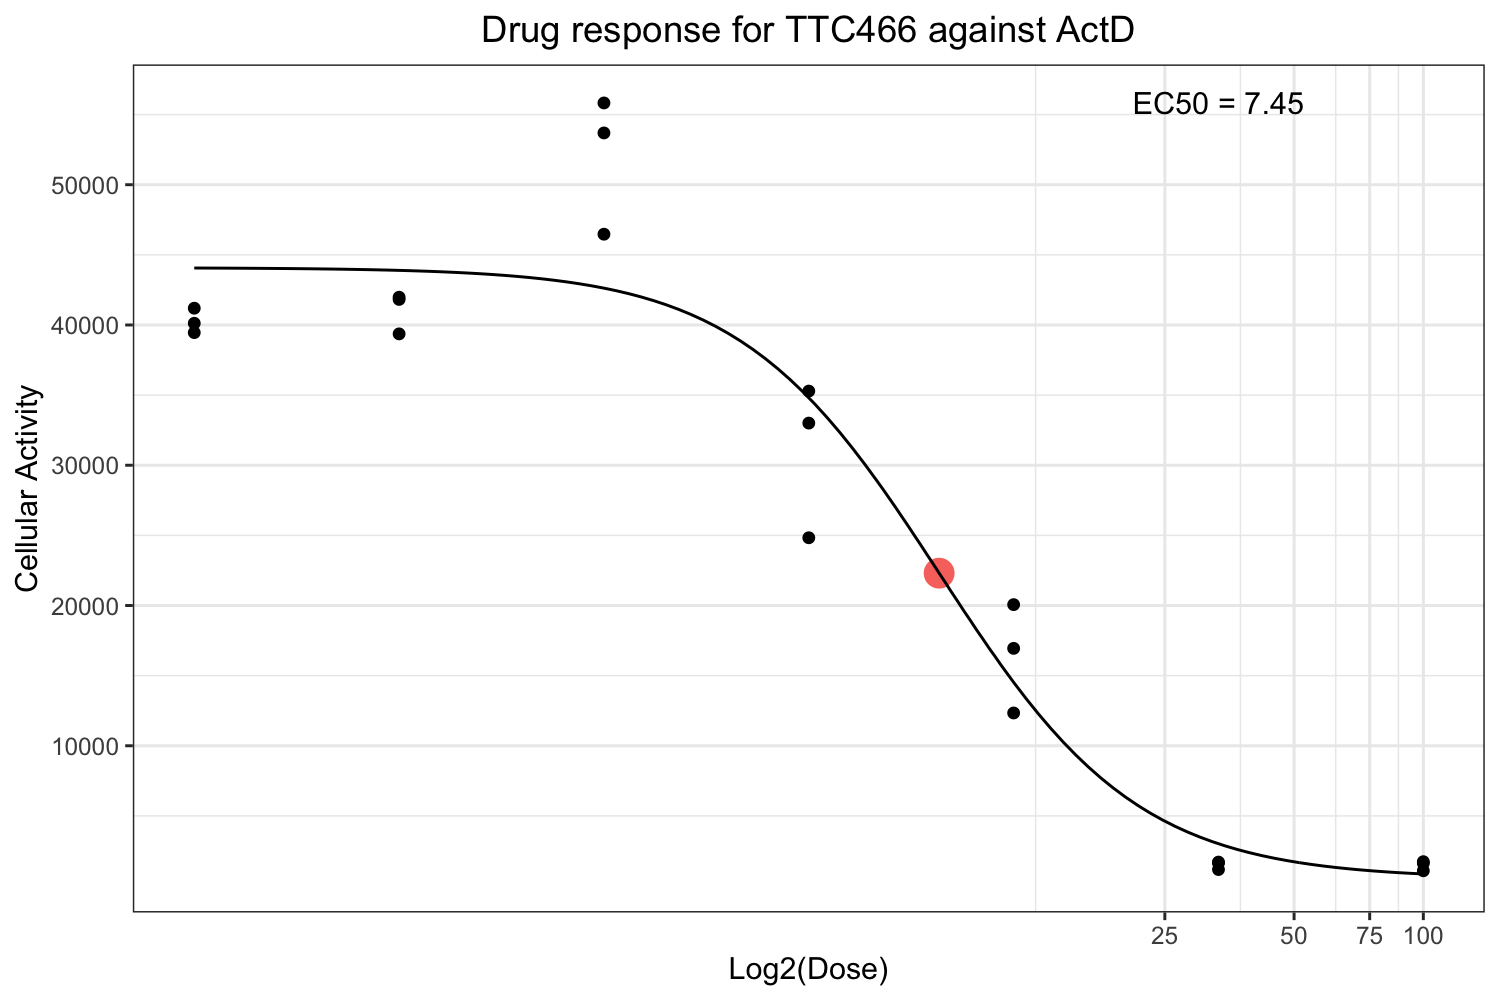 Drug response for TTC466 against ActD
EC50 = 7.45
50000
40000
30000
20000
10000
Cellular Activity
25 50 75 100
Log2(Dose)